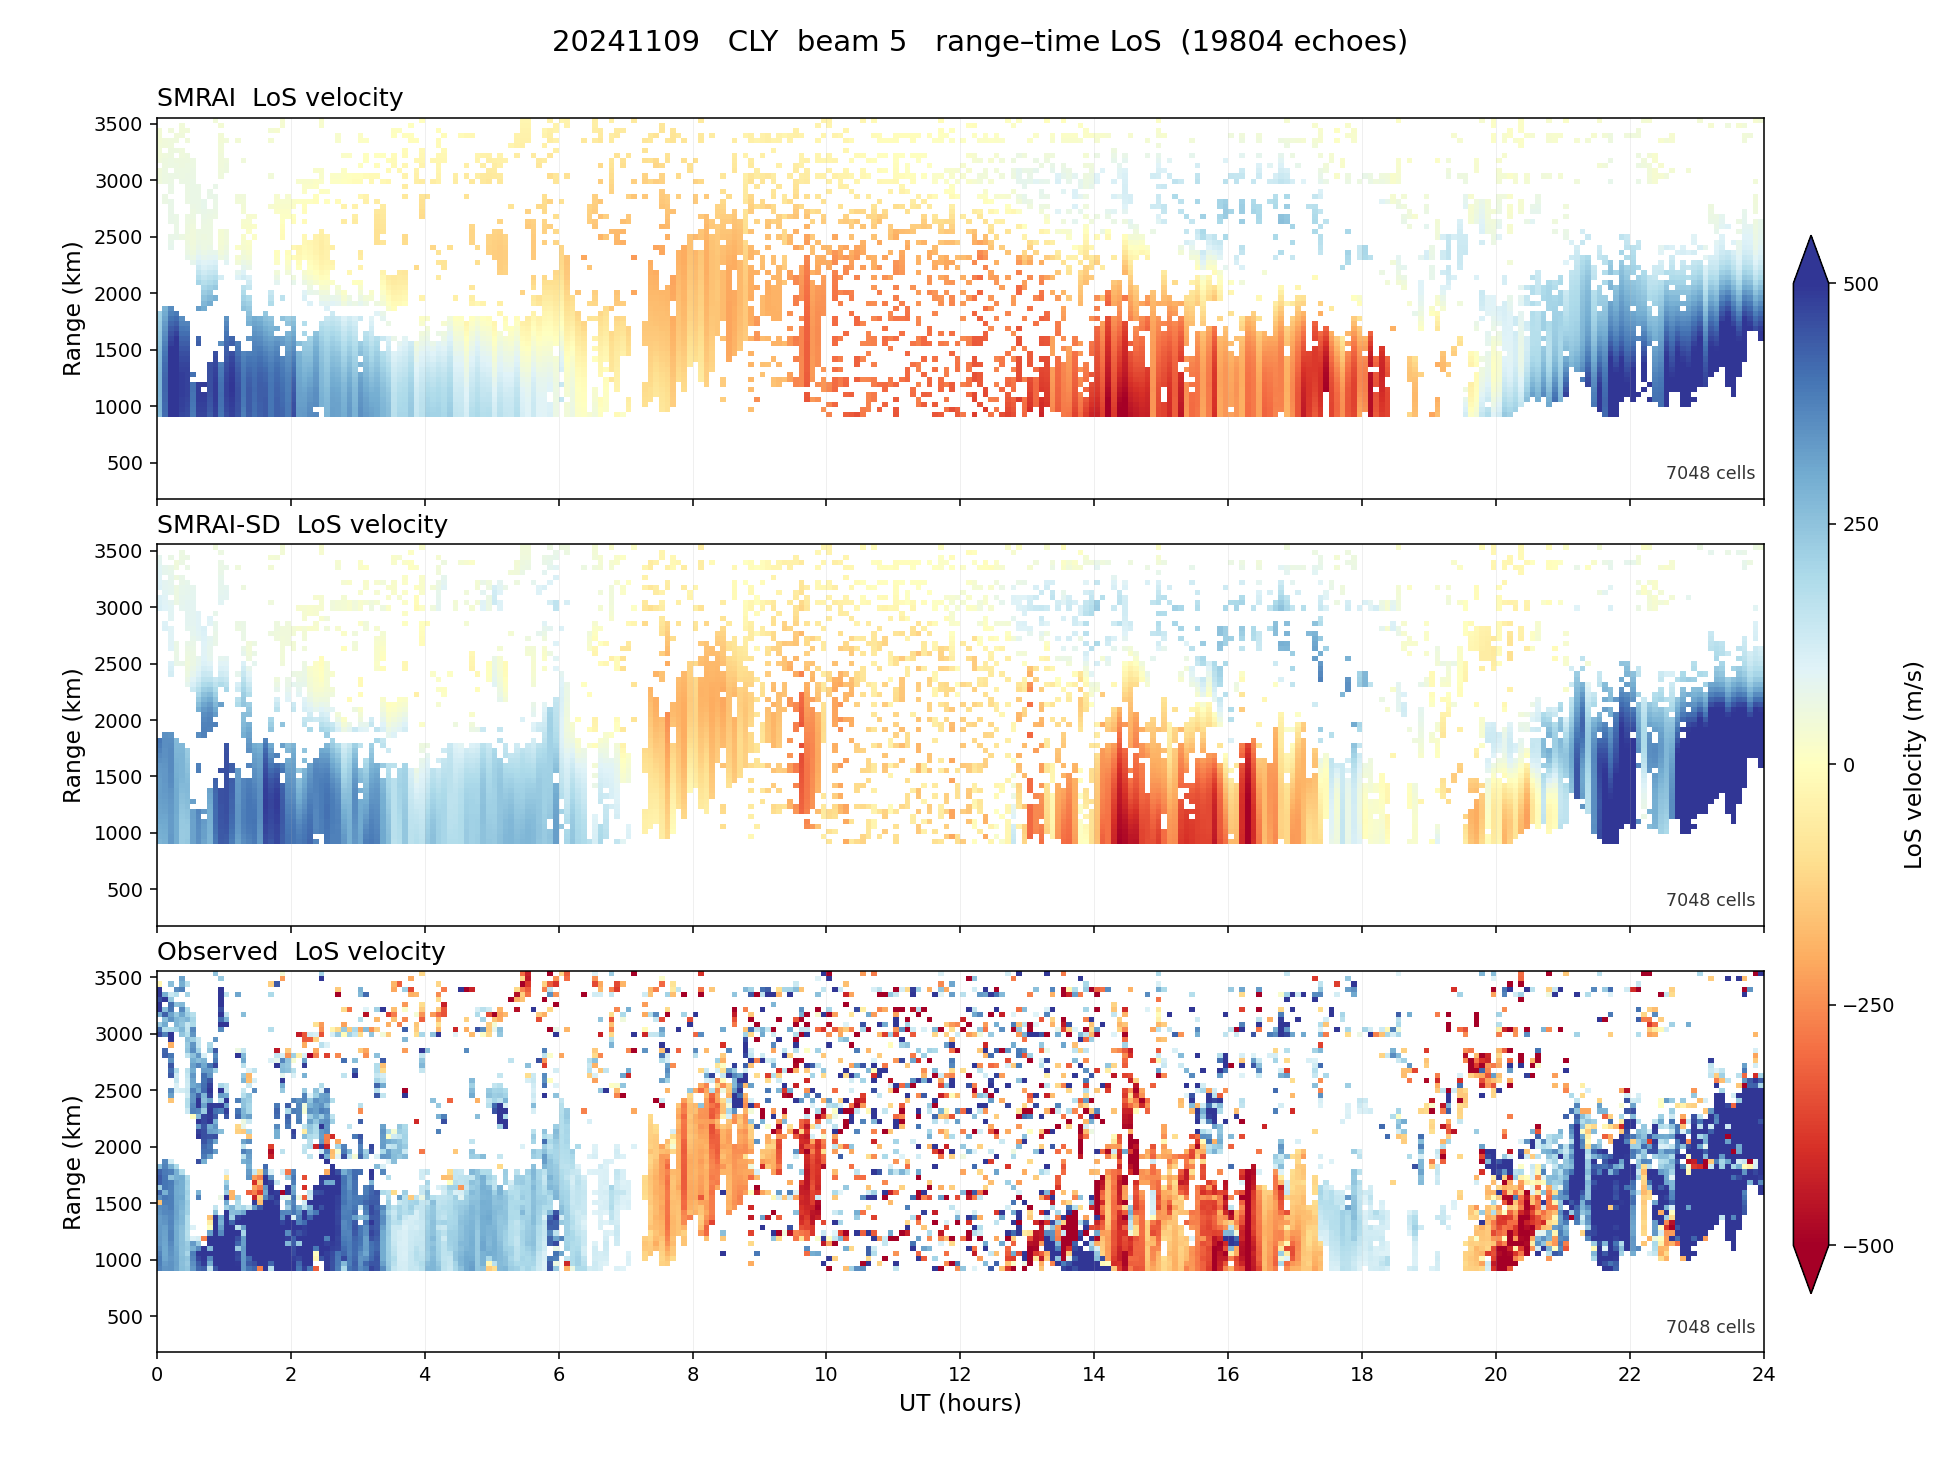 20241109   CLY  beam 5   range–time LoS  (19804 echoes)
SMRAI  LoS velocity
3500
3000
2500
2000
1500
1000
500
Range (km)
7048 cells
SMRAI-SD  LoS velocity
3500
3000
2500
2000
1500
1000
500
Range (km)
7048 cells
Observed  LoS velocity
3500
3000
2500
2000
1500
1000
500
Range (km)
7048 cells
0 2 4 6 8 10 12 14 16 18 20 22 24
UT (hours)
500
250
0
−250
−500
LoS velocity (m/s)